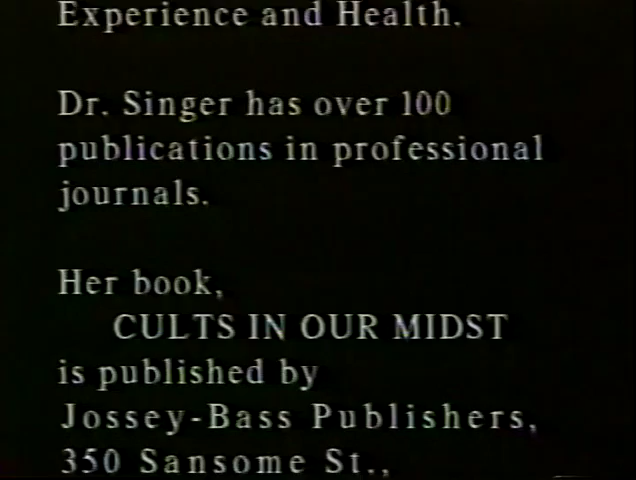 Experience and Health.
Dr. Singer has over 100
publications in professional
journals.
Her book,
CULTS IN OUR MIDST
is published by
Jossey-Bass Publishers,
350 Sansome St.,